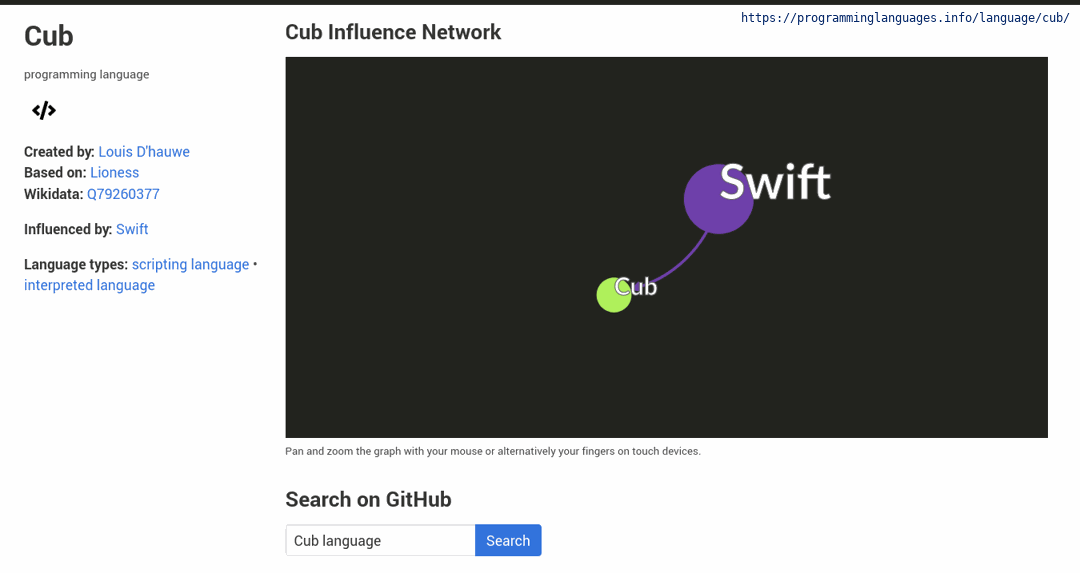 https://programminglanguages.info/language/cub/
Cub
programming language
</>
Created by: Louis D'hauwe
Based on: Lioness
Wikidata: Q79260377
Influenced by: Swift
Language types: scripting language •
interpreted language
Cub Influence Network
Swift
Cub
Pan and zoom the graph with your mouse or alternatively your fingers on touch devices.
Search on GitHub
Cub language
Search